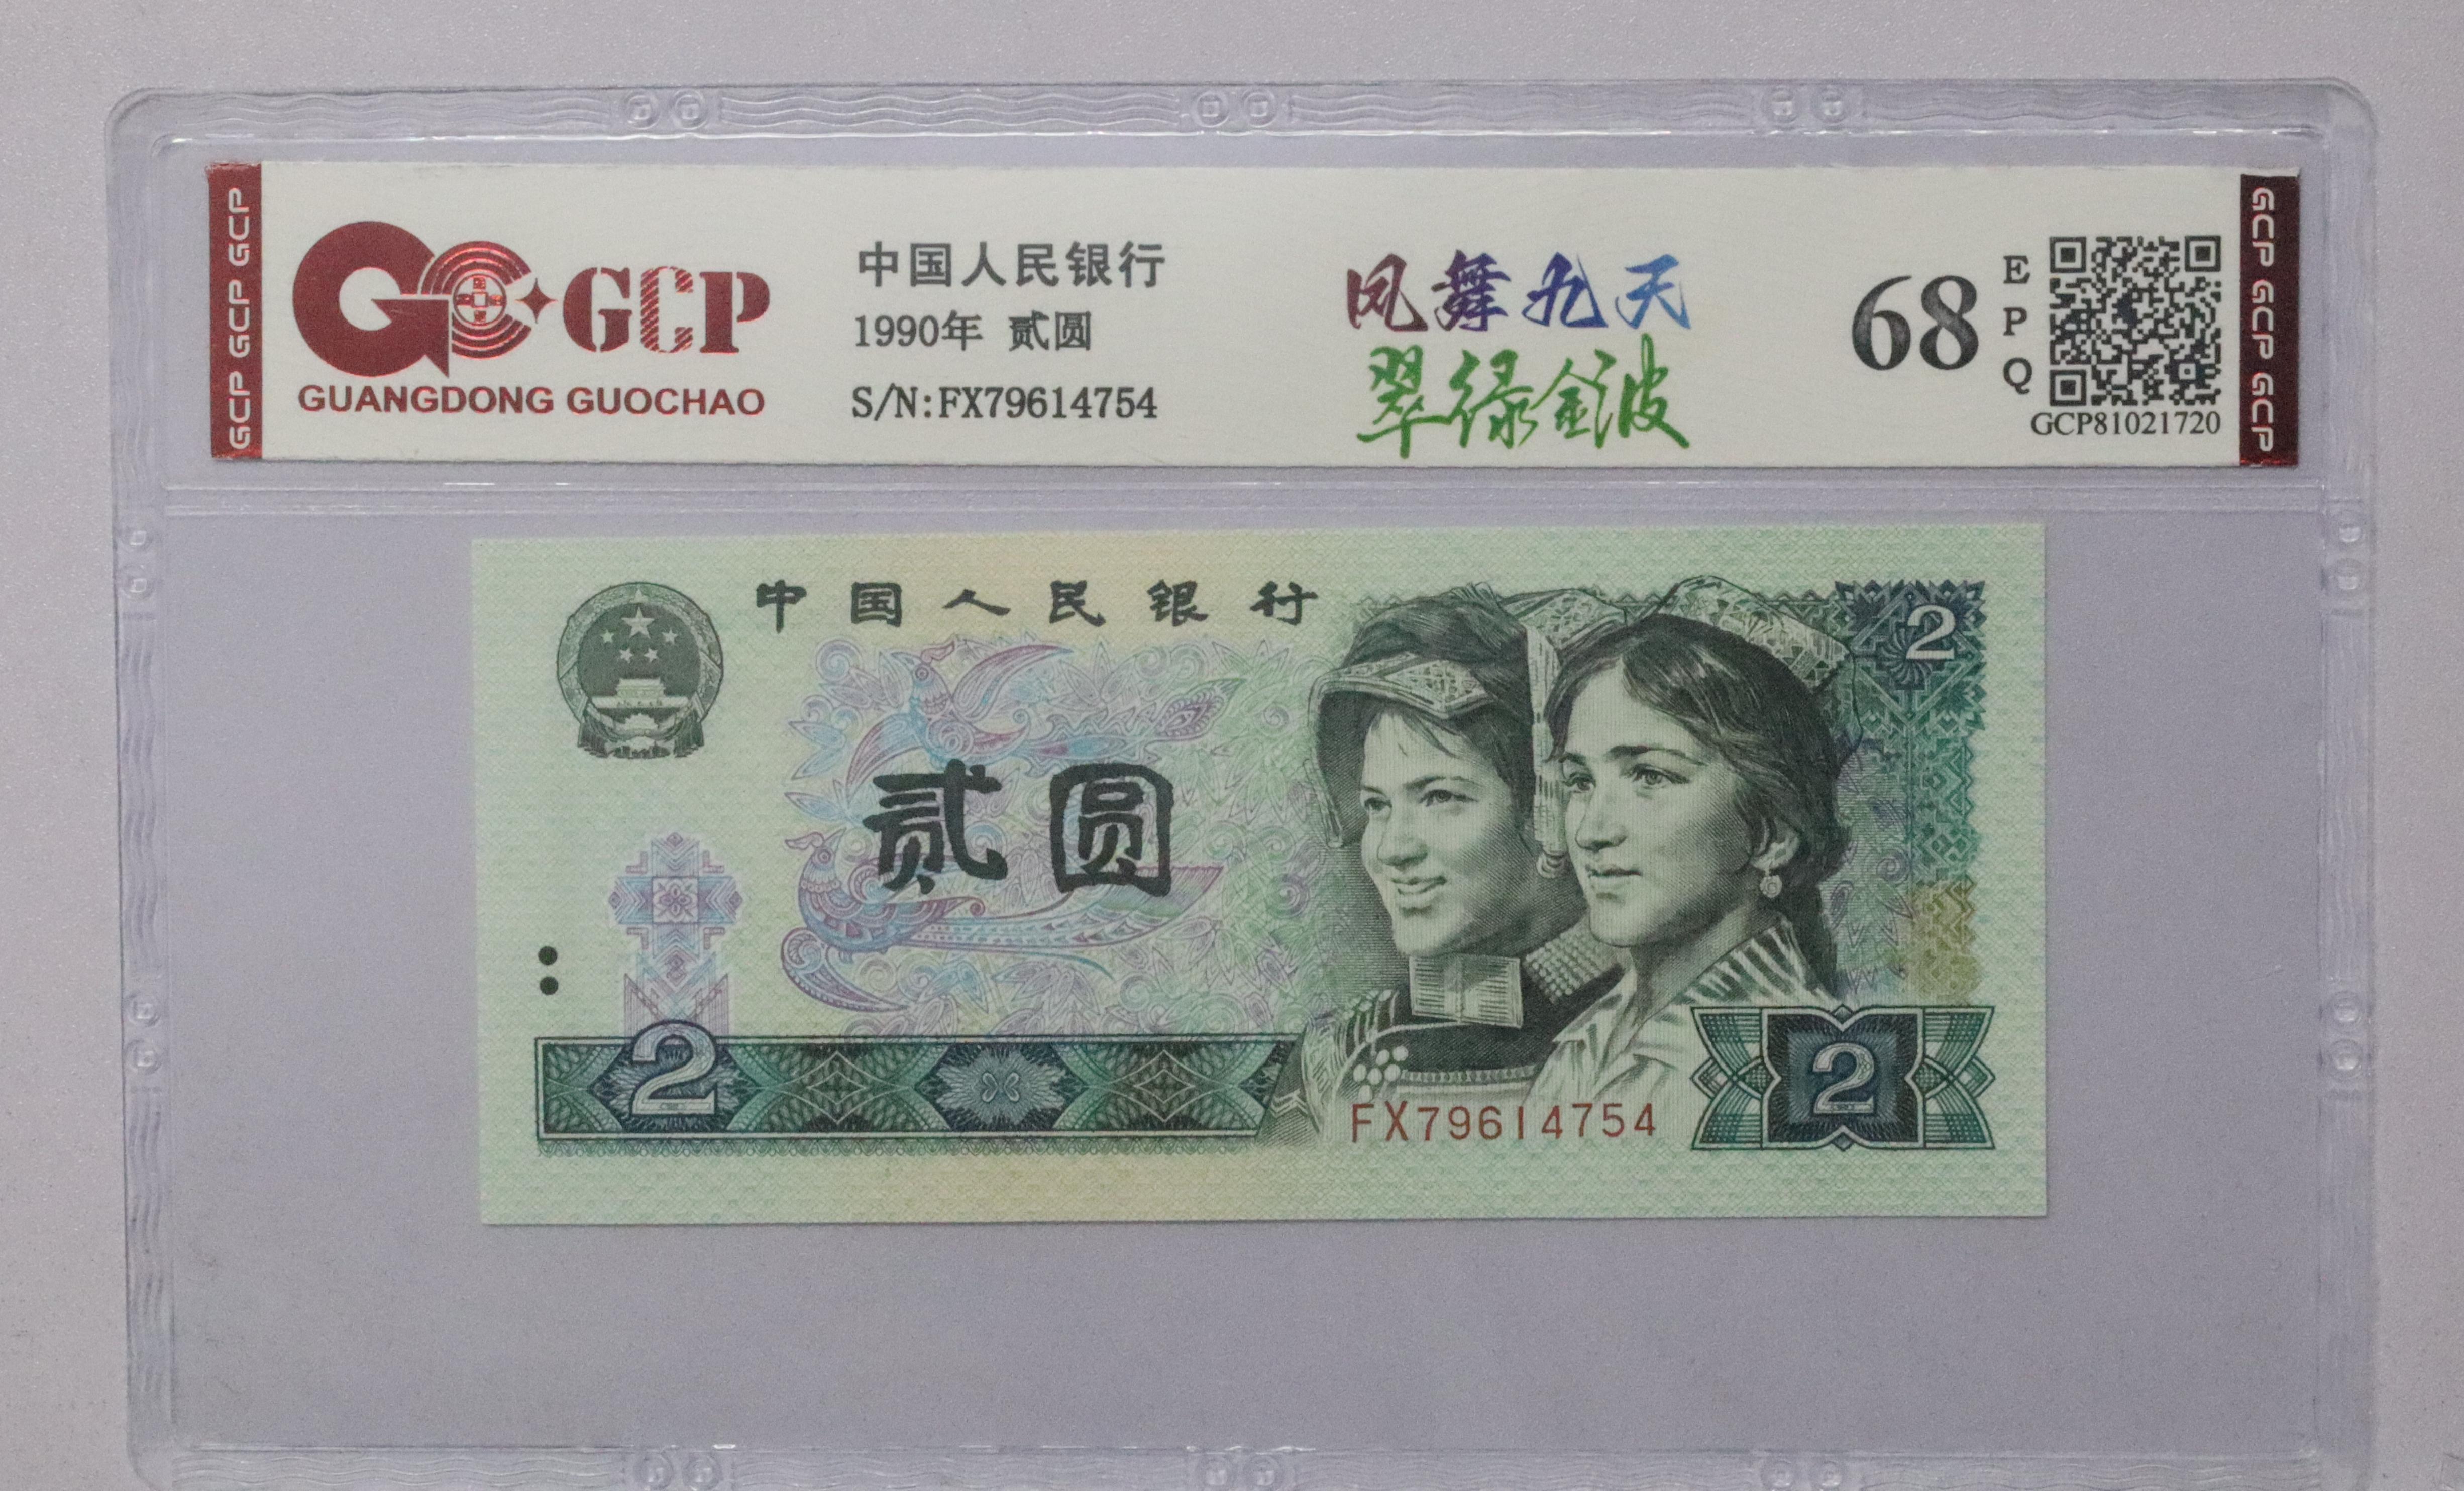 GCP GCP GCP
GCP
GUANGDONG GUOCHAO
中国人民银行
1990年 贰圆
S/N:FX79614754
凤舞九天
翠绿金波
68
EPQ
GCP81021720
GCP GCP GCP
中国人民银行
2
贰圆
2
2
FX79614754